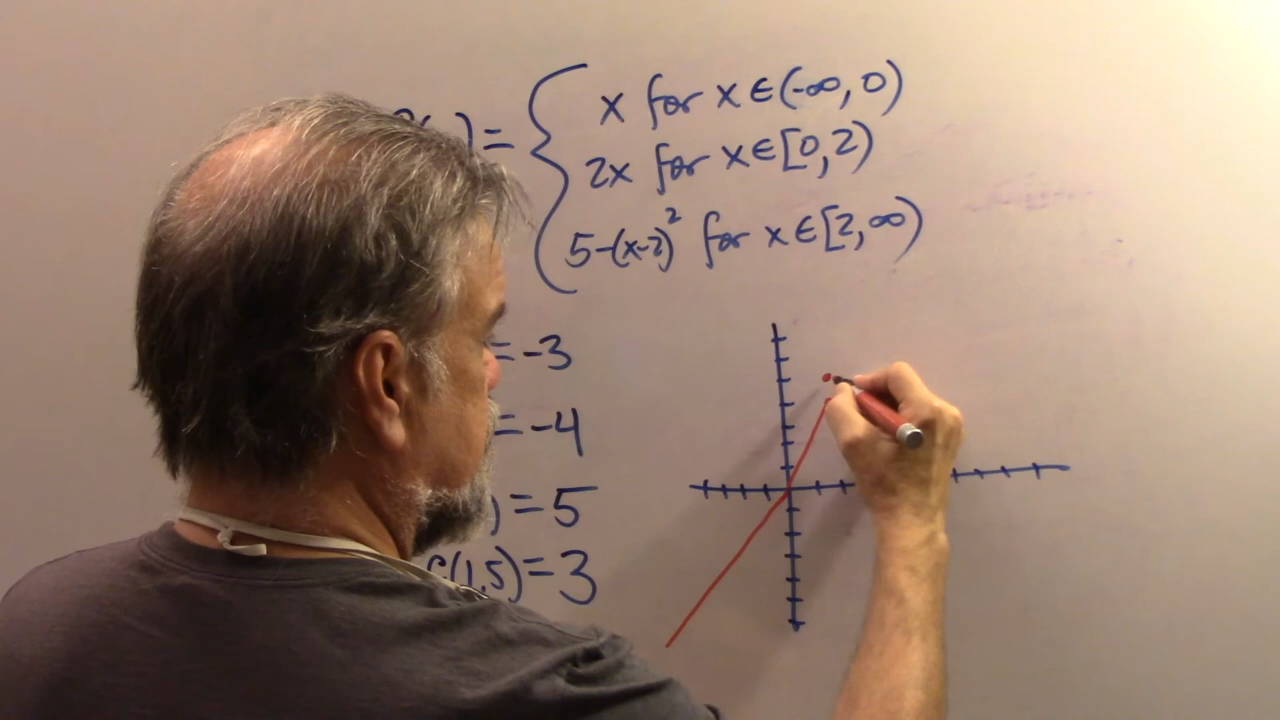 ) = { x for x ∈ (-∞, 0)
2x for x ∈ [0, 2)
5-(x-2)² for x ∈ [2, ∞)
= -3
= -4
) = 5
(1.5) = 3